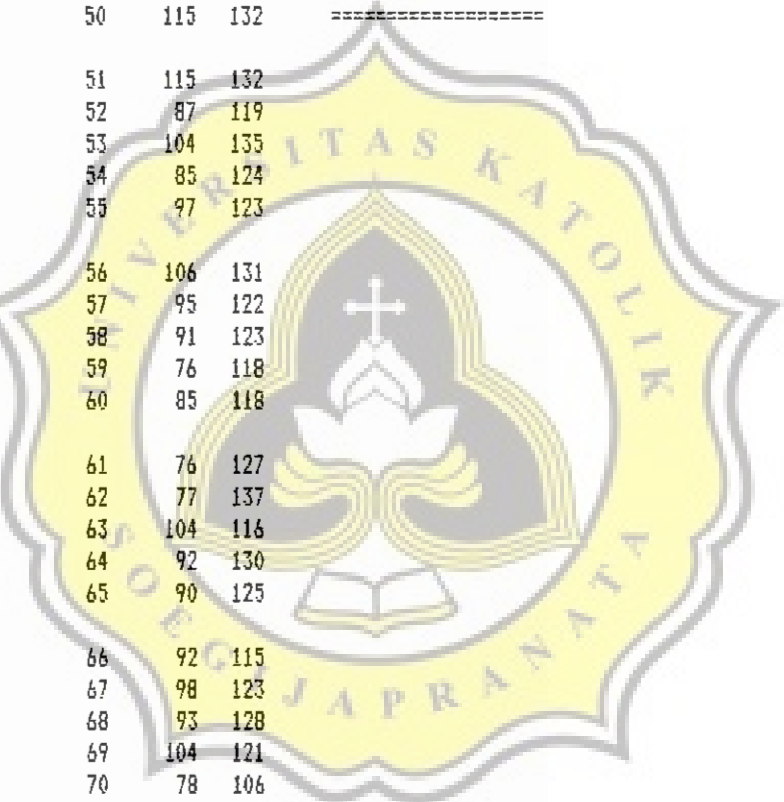 50 115 132 ====================
51 115 132
52 87 119
53 104 135
54 85 124
55 97 123
56 106 131
57 95 122
58 91 123
59 76 118
60 85 118
61 76 127
62 77 137
63 104 116
64 92 130
65 90 125
66 92 115
67 98 123
68 93 128
69 104 121
70 78 106
UNIVERSITAS KATOLIK
SOEGIJAPRANATA